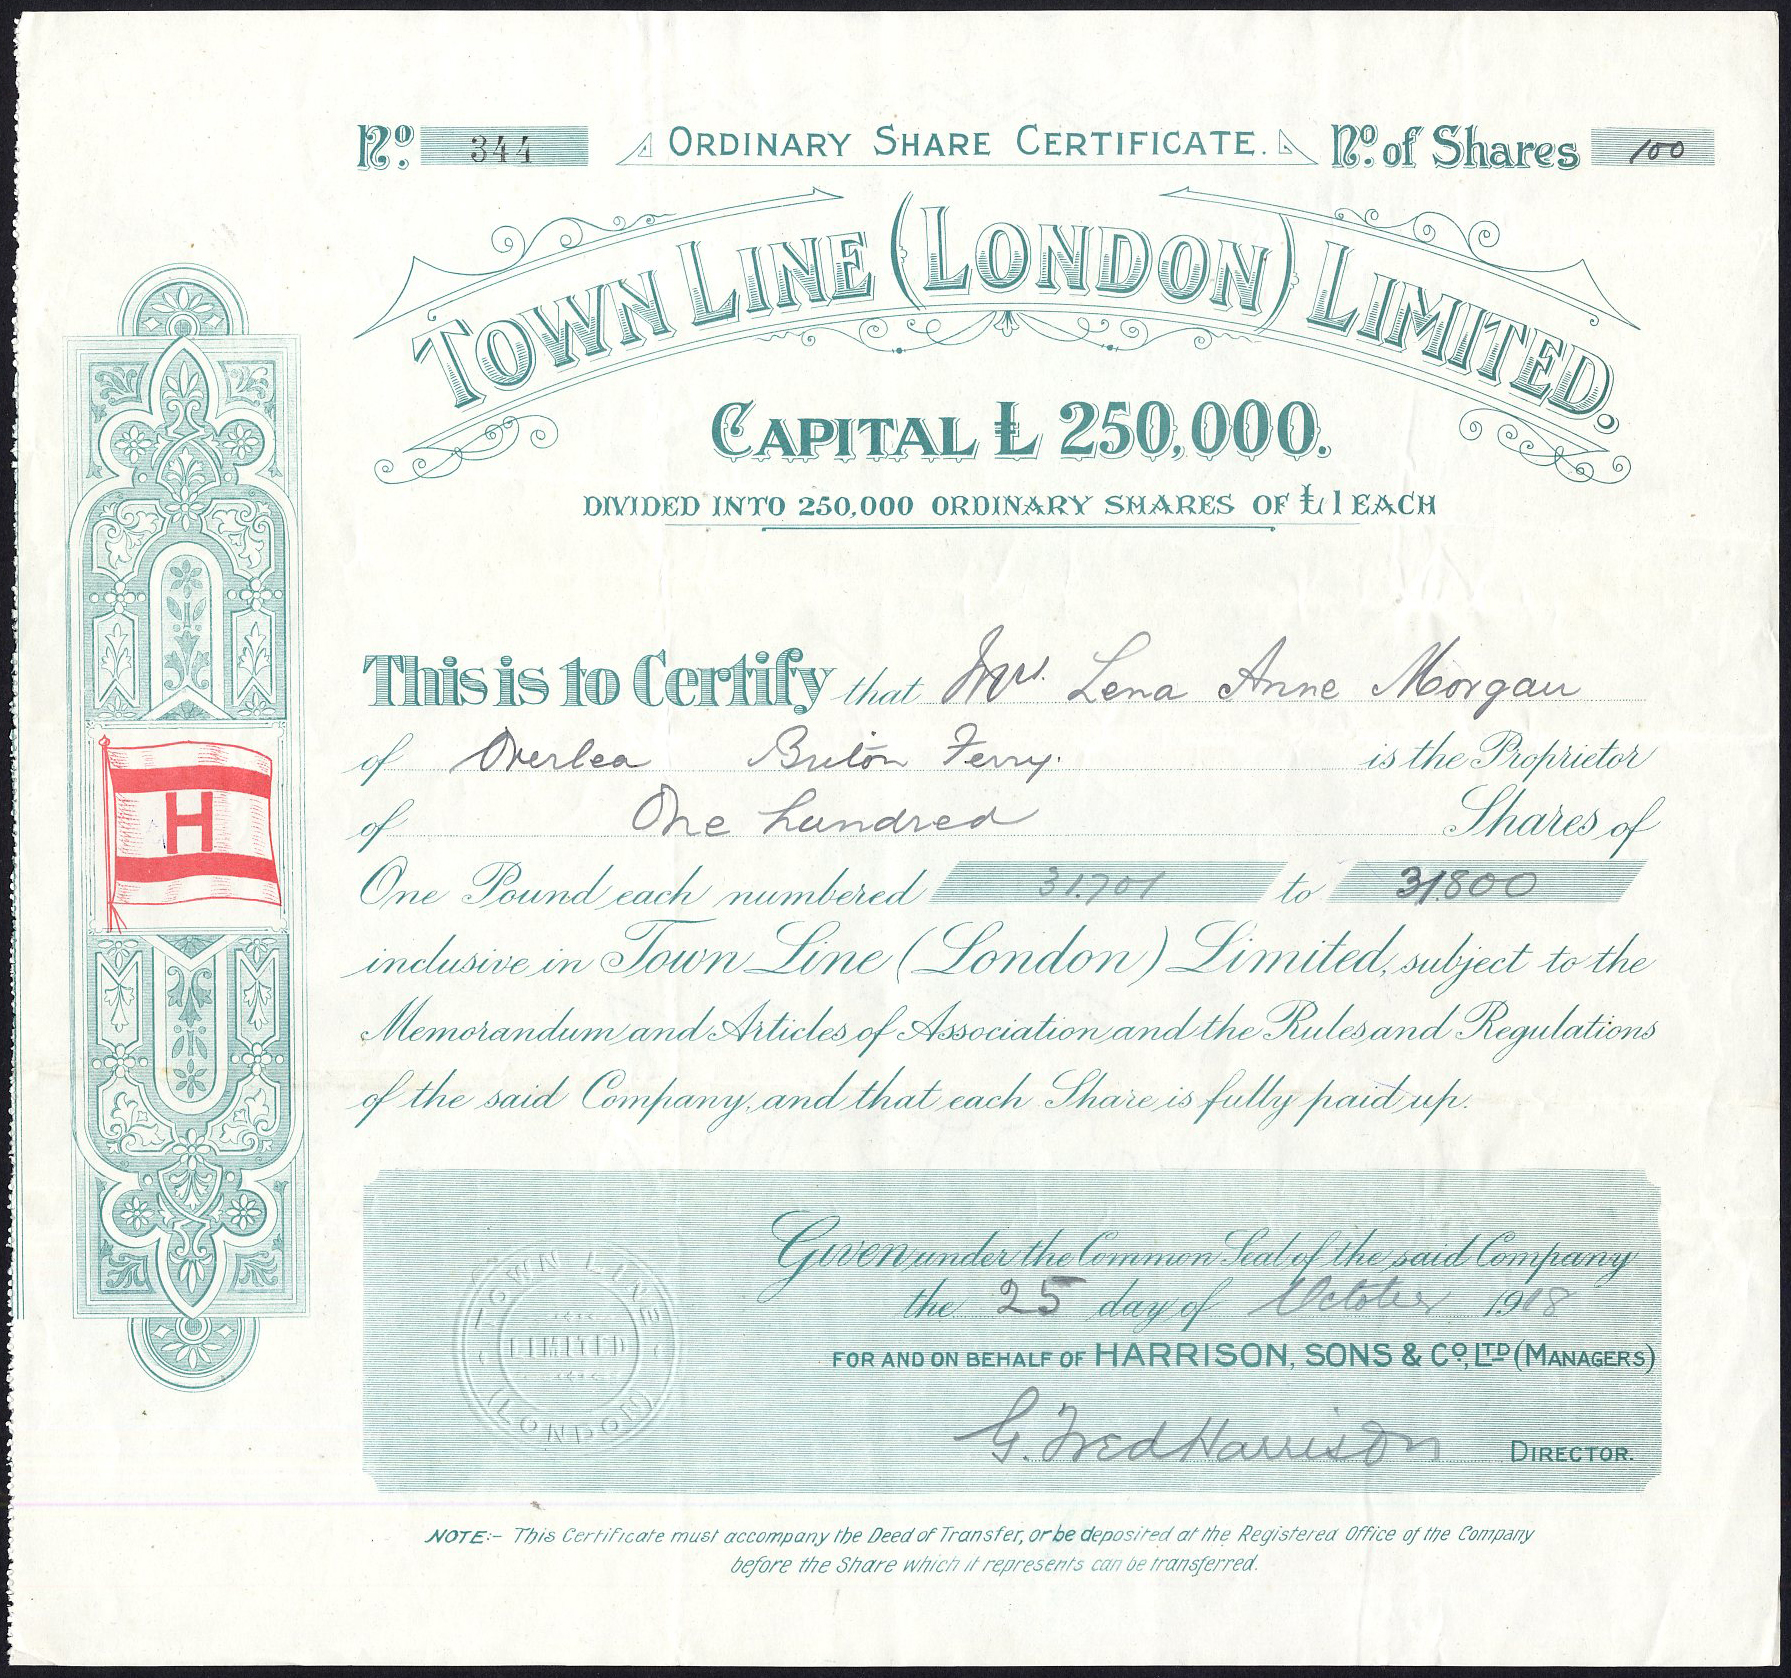 No. 344 ORDINARY SHARE CERTIFICATE. No. of Shares 100
TOWN LINE (LONDON) LIMITED.
CAPITAL £ 250,000.
DIVIDED INTO 250,000 ORDINARY SHARES OF £1 EACH
This is to Certify that Mrs. Lena Anne Morgan
of Overlea Briton Ferry. is the Proprietor
of One hundred Shares of
H
One Pound each numbered 31.701 to 31.800
inclusive in Town Line (London) Limited, subject to the
Memorandum and Articles of Association and the Rules and Regulations
of the said Company, and that each Share is fully paid up.
Given under the Common Seal of the said Company
the 25 day of October 1918
TOWN LINE
LIMITED
(LONDON)
FOR AND ON BEHALF OF HARRISON, SONS & CO., LTD (MANAGERS)
G. Fred Harrison DIRECTOR.
NOTE:- This Certificate must accompany the Deed of Transfer, or be deposited at the Registered Office of the Company
before the Share which it represents can be transferred.